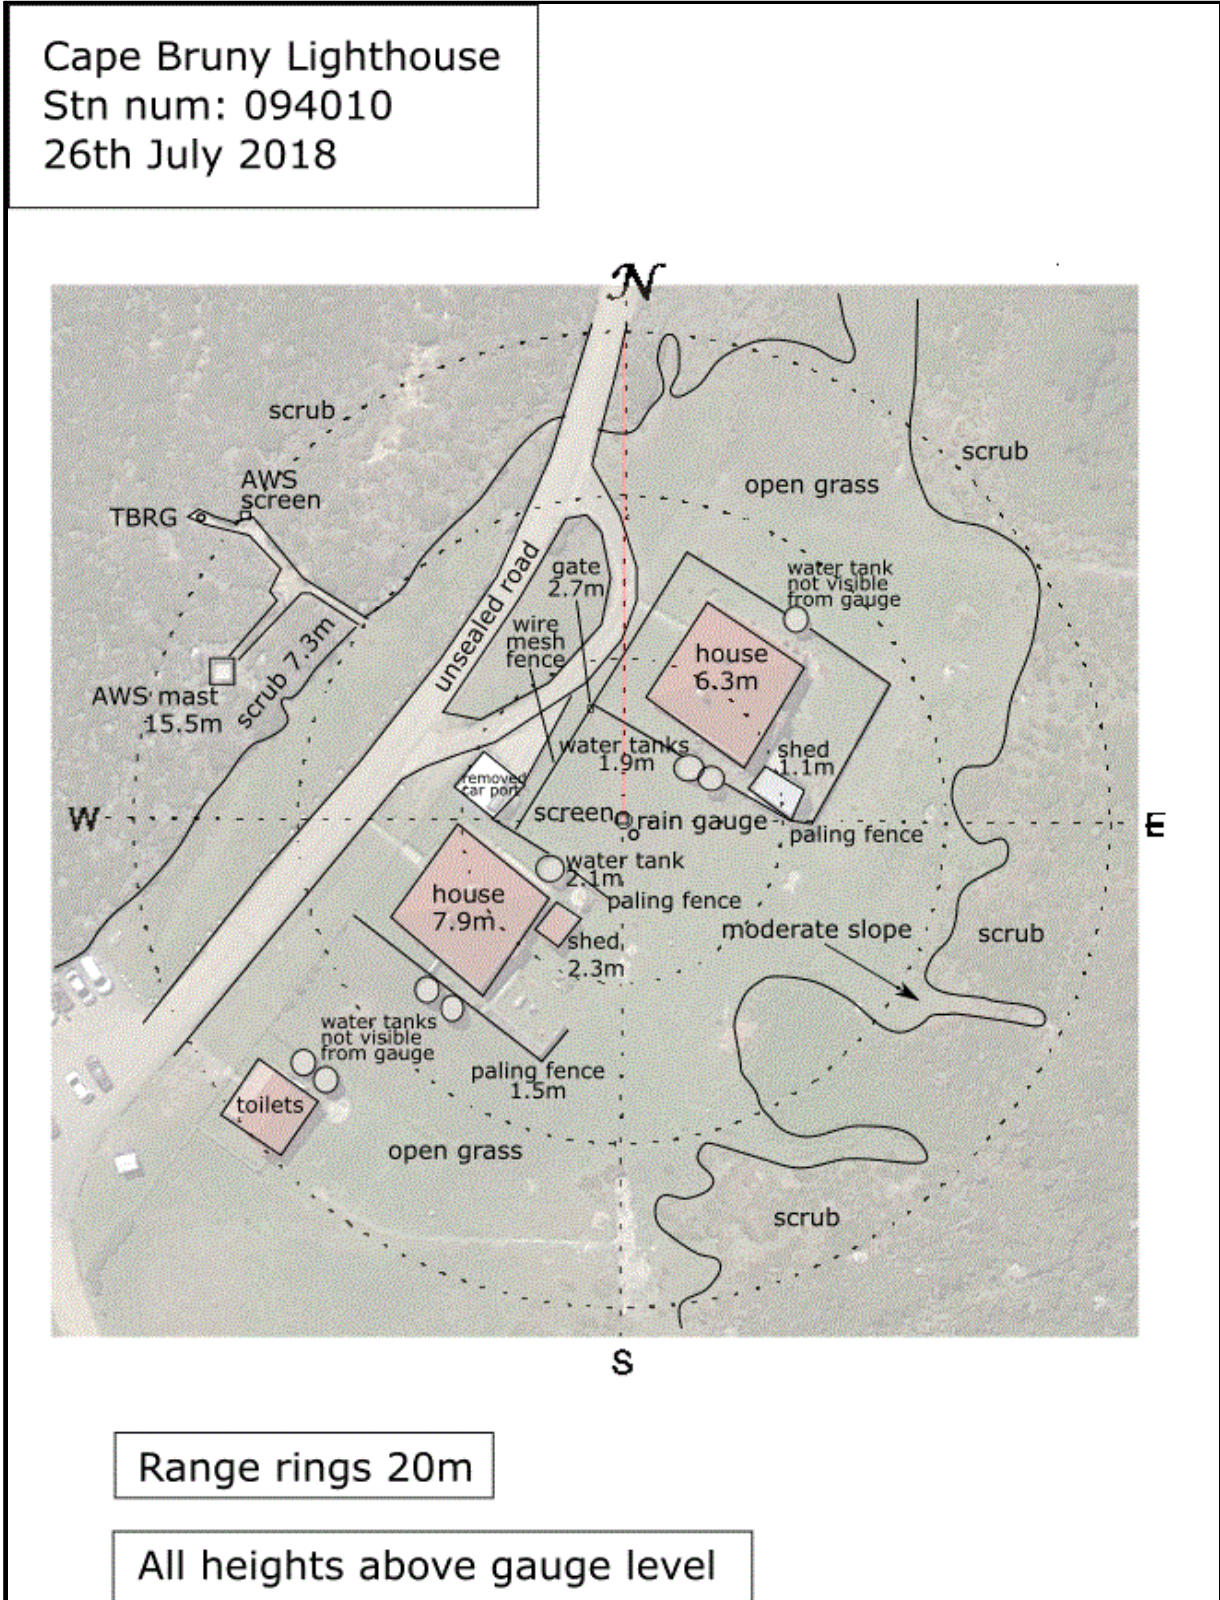 Cape Bruny Lighthouse
Stn num: 094010
26th July 2018
N
scrub
AWS
screen
TBRG
scrub
open grass
unsealed road
gate
2.7m
wire
mesh
fence
water tank
not visible
from gauge
house
6.3m
scrub 7.3m
AWS mast
15.5m
water tanks
1.9m
shed
1.1m
removed
car port
W
screen
rain gauge
E
paling fence
water tank
2.1m
paling fence
house
7.9m
shed
2.3m
moderate slope
scrub
water tanks
not visible
from gauge
paling fence
1.5m
toilets
open grass
scrub
S
Range rings 20m
All heights above gauge level